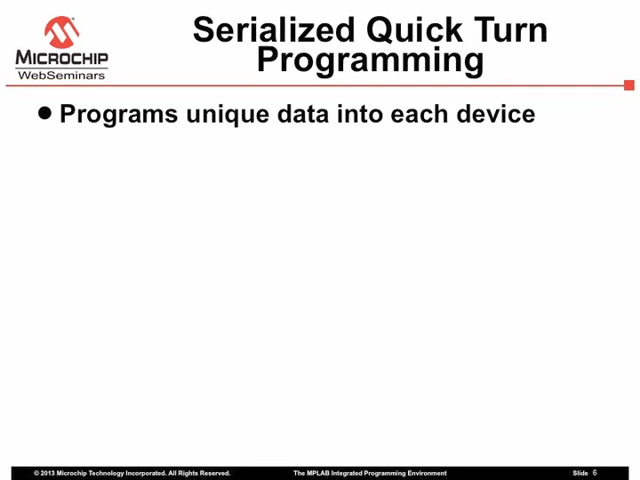 Serialized Quick Turn
Programming
MICROCHIP
WebSeminars
● Programs unique data into each device
© 2013 Microchip Technology Incorporated. All Rights Reserved. The MPLAB Integrated Programming Environment Slide 6